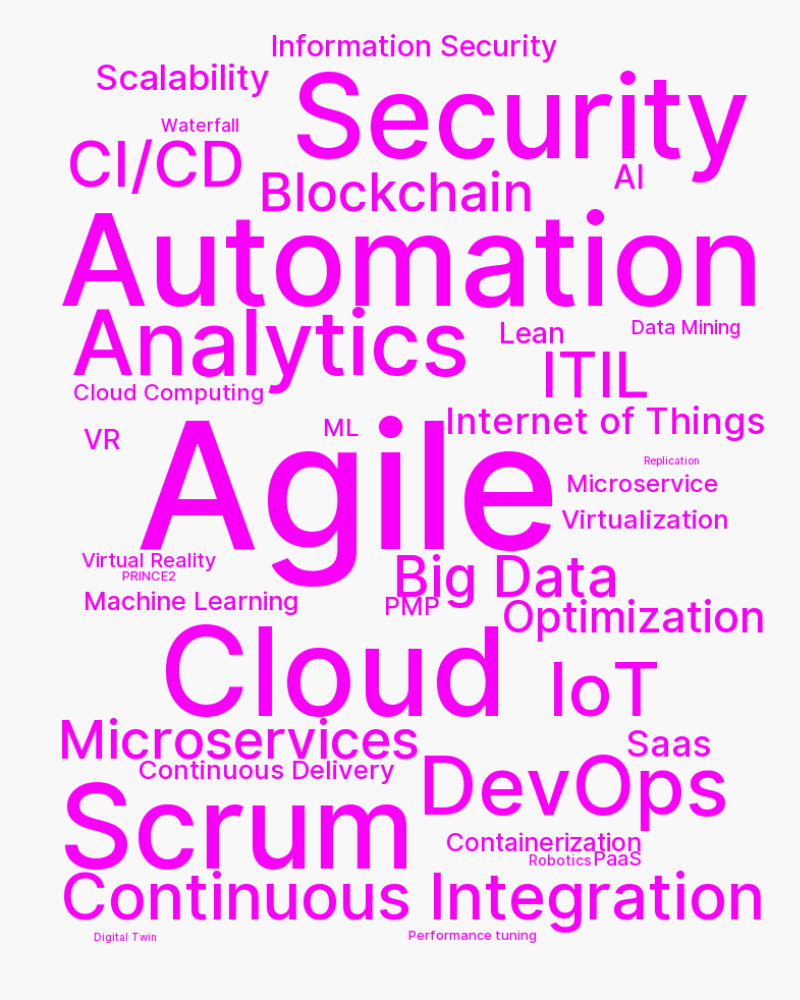 Information Security
Scalability
Security
Waterfall
CI/CD
AI
Blockchain
Automation
Analytics
Lean
Data Mining
ITIL
Cloud Computing
Internet of Things
VR
ML
Agile
Replication
Microservice
Virtualization
Virtual Reality
PRINCE2
Big Data
Machine Learning
PMP
Optimization
Cloud
IoT
Microservices
Saas
Continuous Delivery
DevOps
Scrum
Containerization
Robotics
PaaS
Continuous Integration
Digital Twin
Performance tuning